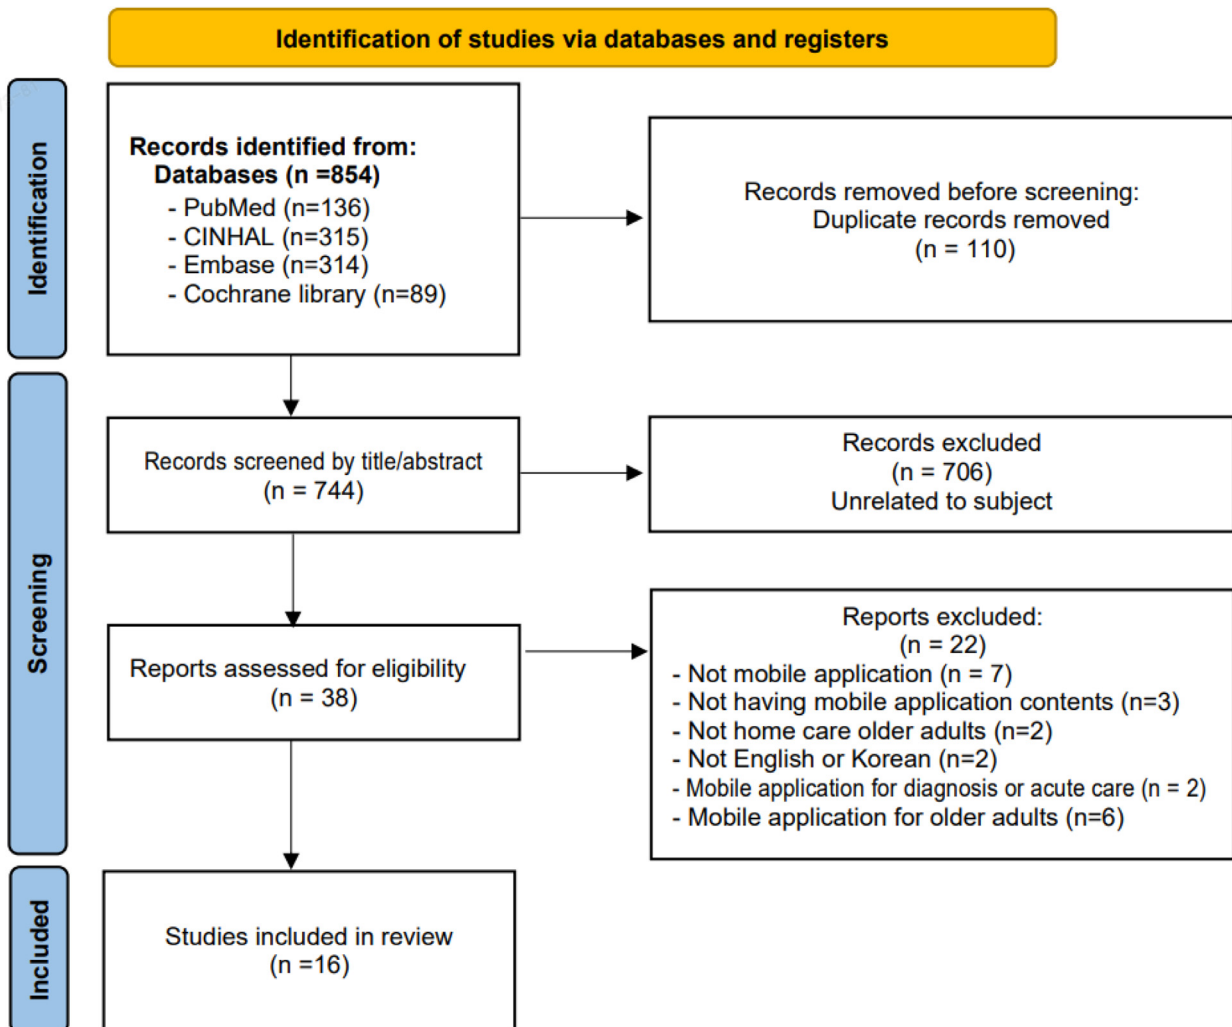 Identification of studies via databases and registers
Identification
Records identified from:
Databases (n =854)
- PubMed (n=136)
- CINHAL (n=315)
- Embase (n=314)
- Cochrane library (n=89)
Records removed before screening:
Duplicate records removed
(n = 110)
Screening
Records screened by title/abstract
(n = 744)
Records excluded
(n = 706)
Unrelated to subject
Reports assessed for eligibility
(n = 38)
Reports excluded:
(n = 22)
- Not mobile application (n = 7)
- Not having mobile application contents (n=3)
- Not home care older adults (n=2)
- Not English or Korean (n=2)
- Mobile application for diagnosis or acute care (n = 2)
- Mobile application for older adults (n=6)
Included
Studies included in review
(n =16)